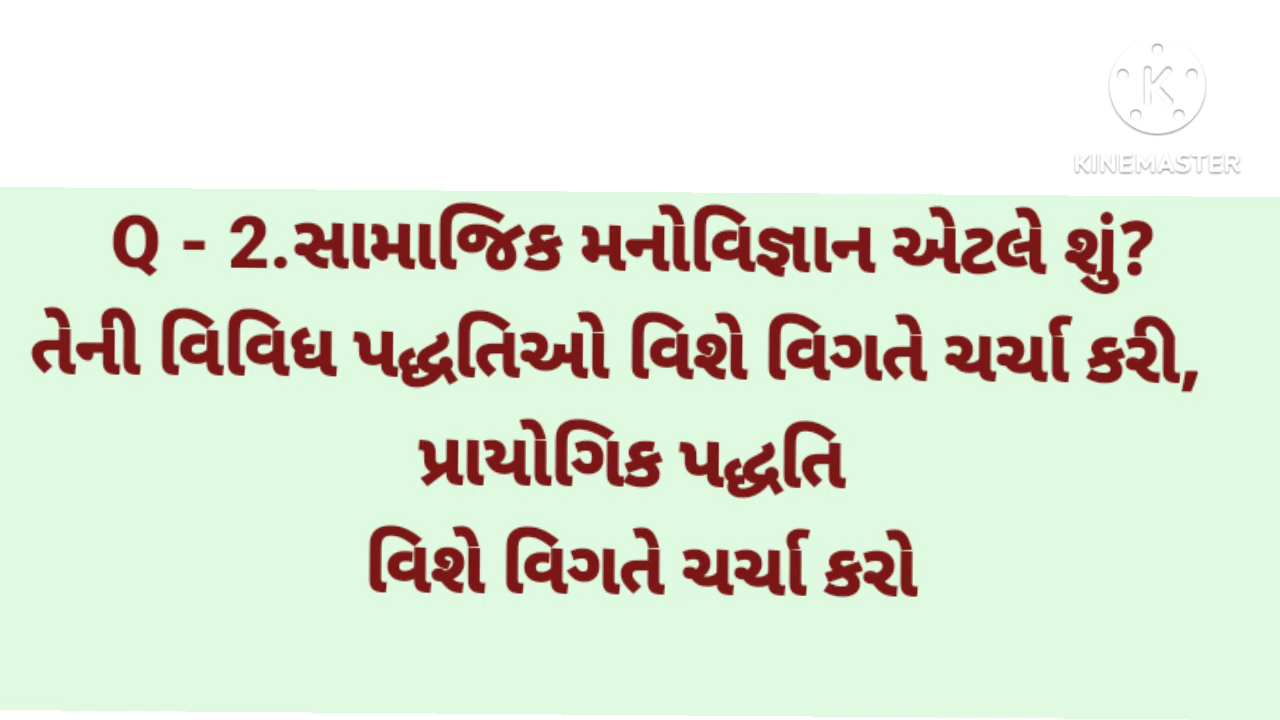 KINEMASTER
Q - 2.સામાજિક મનોવિજ્ઞાન એટલે શું?
તેની વિવિધ પદ્ધતિઓ વિશે વિગતે ચર્ચા કરી,
પ્રાયોગિક પદ્ધતિ
વિશે વિગતે ચર્ચા કરો